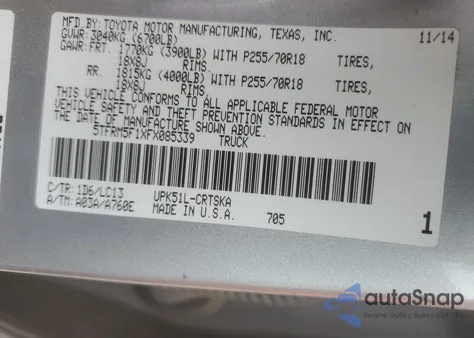 MFD.BY: TOYOTA MOTOR MANUFACTURING, TEXAS, INC. 11/14
GVWR: 3040KG (6700LB)
GAWR: FRT. 1770KG (3900LB) WITH P255/70R18 TIRES,
18X8J RIMS,
RR. 1815KG (4000LB) WITH P255/70R18 TIRES,
18X8J RIMS,
THIS VEHICLE CONFORMS TO ALL APPLICABLE FEDERAL MOTOR
VEHICLE SAFETY AND THEFT PREVENTION STANDARDS IN EFFECT ON
THE DATE OF MANUFACTURE SHOWN ABOVE.
5TFRM5F1XFX085339 TRUCK
C/TR: 1D6/LC13 UPK51L-CRTSKA
A/TM: A03A/A760E MADE IN U.S.A. 705 1
autoSnap